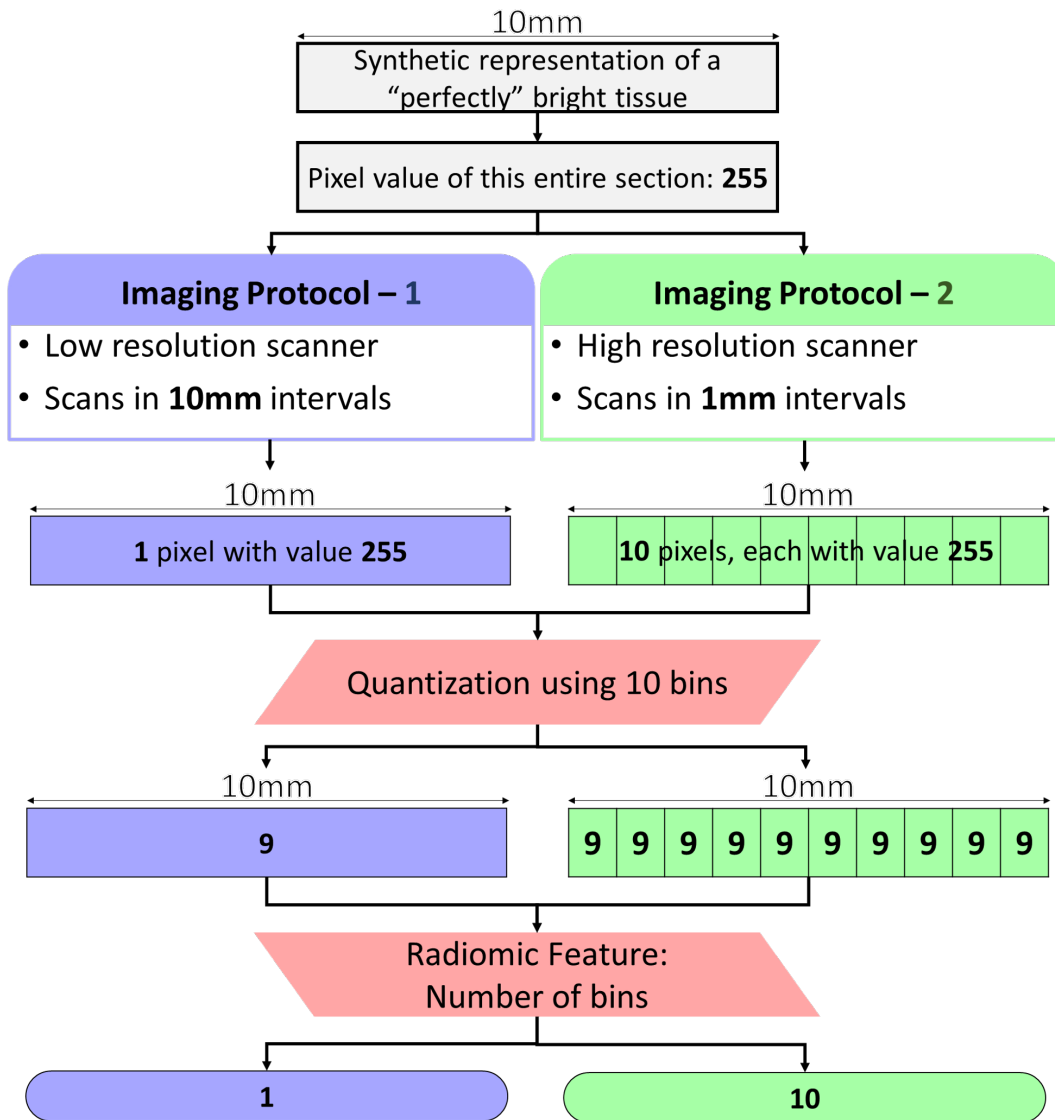 10mm
Synthetic representation of a
“perfectly” bright tissue
Pixel value of this entire section: 255
Imaging Protocol – 1
• Low resolution scanner
• Scans in 10mm intervals
Imaging Protocol – 2
• High resolution scanner
• Scans in 1mm intervals
10mm
1 pixel with value 255
10mm
10 pixels, each with value 255
Quantization using 10 bins
10mm
9
10mm
9 9 9 9 9 9 9 9 9 9
Radiomic Feature:
Number of bins
1
10